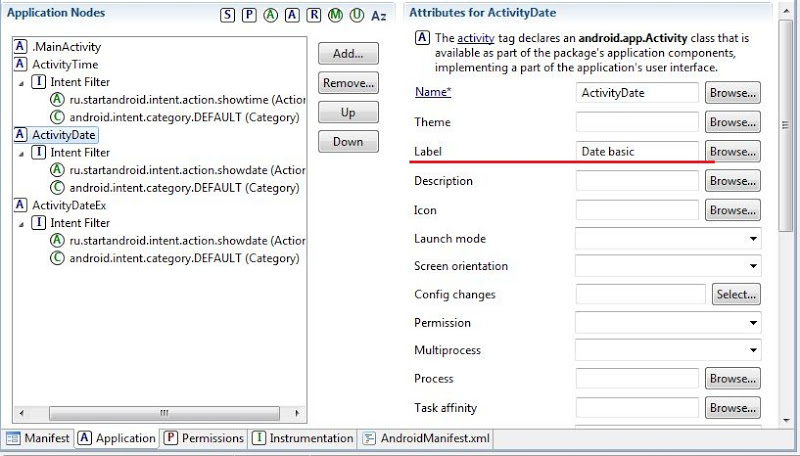 Application Nodes
S P A A R M U Az
A .MainActivity
A ActivityTime
I Intent Filter
A ru.startandroid.intent.action.showtime (Action
C android.intent.category.DEFAULT (Category)
A ActivityDate
I Intent Filter
A ru.startandroid.intent.action.showdate (Action
C android.intent.category.DEFAULT (Category)
A ActivityDateEx
I Intent Filter
A ru.startandroid.intent.action.showdate (Action
C android.intent.category.DEFAULT (Category)
Add...
Remove...
Up
Down
Attributes for ActivityDate
A The activity tag declares an android.app.Activity class that is
available as part of the package's application components,
implementing a part of the application's user interface.
Name* ActivityDate Browse...
Theme Browse...
Label Date basic Browse...
Description Browse...
Icon Browse...
Launch mode
Screen orientation
Config changes Select...
Permission
Multiprocess
Process Browse...
Task affinity Browse...
Manifest A Application P Permissions I Instrumentation AndroidManifest.xml